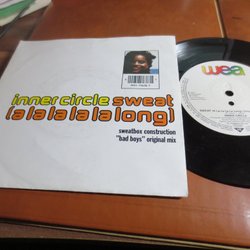 inner circle sweat
(a la la la la long)
sweatbox construction
"bad boys" original mix
wea